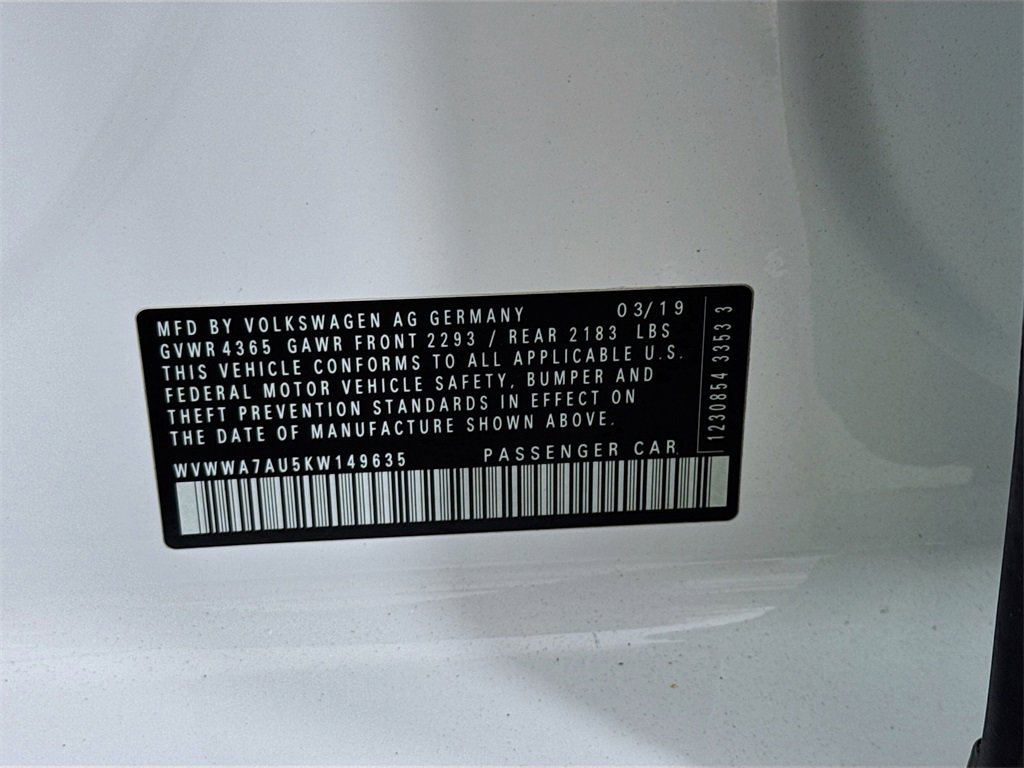 MFD BY VOLKSWAGEN AG GERMANY 03/19
GVWR 4365 GAWR FRONT 2293 / REAR 2183 LBS
THIS VEHICLE CONFORMS TO ALL APPLICABLE U.S.
FEDERAL MOTOR VEHICLE SAFETY, BUMPER AND
THEFT PREVENTION STANDARDS IN EFFECT ON
THE DATE OF MANUFACTURE SHOWN ABOVE.
WVWWA7AU5KW149635 PASSENGER CAR
1230854 3353 3